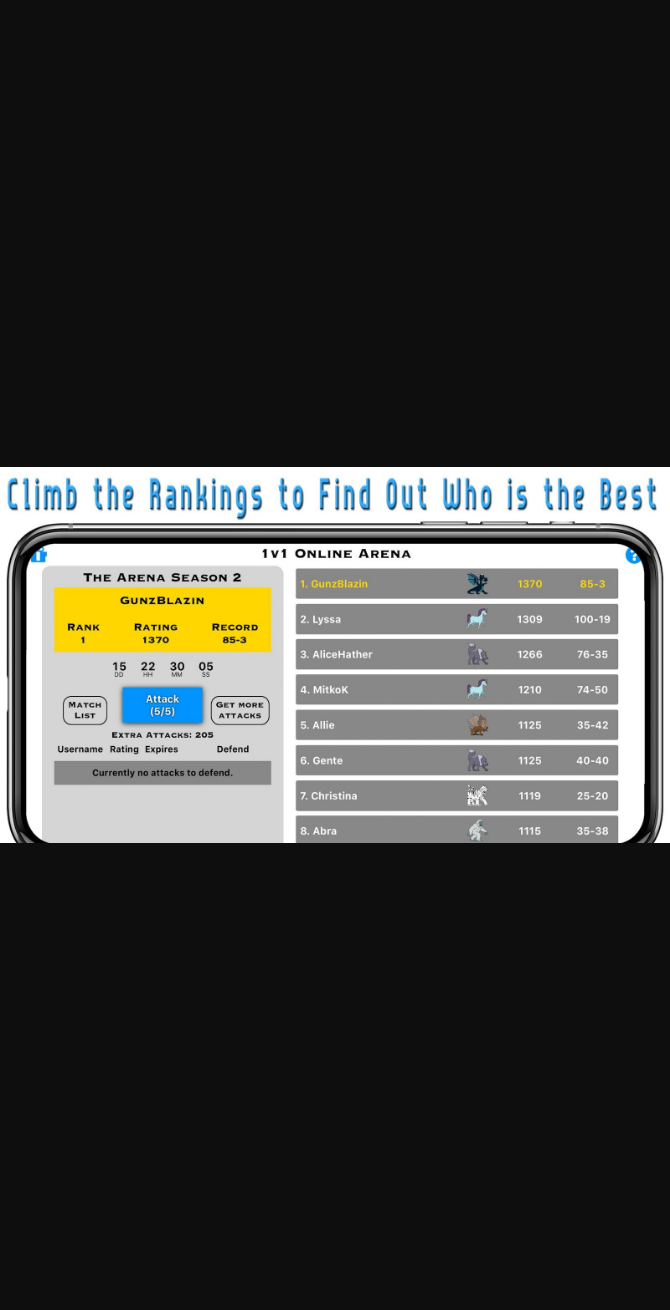 Climb the Rankings to Find Out Who is the Best
1v1 Online Arena
The Arena Season 2
GunzBlazin
Rank Rating Record
1 1370 85-3
15 22 30 05
DD HH MM SS
Match List
Attack (5/5)
Get more attacks
Extra Attacks: 205
Username Rating Expires Defend
Currently no attacks to defend.
1. GunzBlazin 1370 85-3
2. Lyssa 1309 100-19
3. AliceHather 1266 76-35
4. MitkoK 1210 74-50
5. Allie 1125 35-42
6. Gente 1125 40-40
7. Christina 1119 25-20
8. Abra 1115 35-38